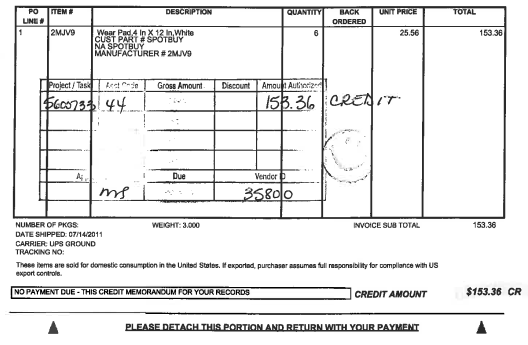 PO LINE # ITEM # DESCRIPTION QUANTITY BACK ORDERED UNIT PRICE TOTAL
1 2MJV9 Wear Pad,4 In X 12 In,White 6 25.56 153.36
CUST PART # SPOTBUY
NA SPOTBUY
MANUFACTURER # 2MJV9
Project / Task Acct Code Gross Amount Discount Amount Authorized
5600733 44 153.36 CREDIT
Due Vendor ID
ms 35800
NUMBER OF PKGS: WEIGHT: 3.000 INVOICE SUB TOTAL 153.36
DATE SHIPPED: 07/14/2011
CARRIER: UPS GROUND
TRACKING NO:
These items are sold for domestic consumption in the United States. If exported, purchaser assumes full responsibility for compliance with US
export controls.
NO PAYMENT DUE - THIS CREDIT MEMORANDUM FOR YOUR RECORDS CREDIT AMOUNT $153.36 CR
PLEASE DETACH THIS PORTION AND RETURN WITH YOUR PAYMENT